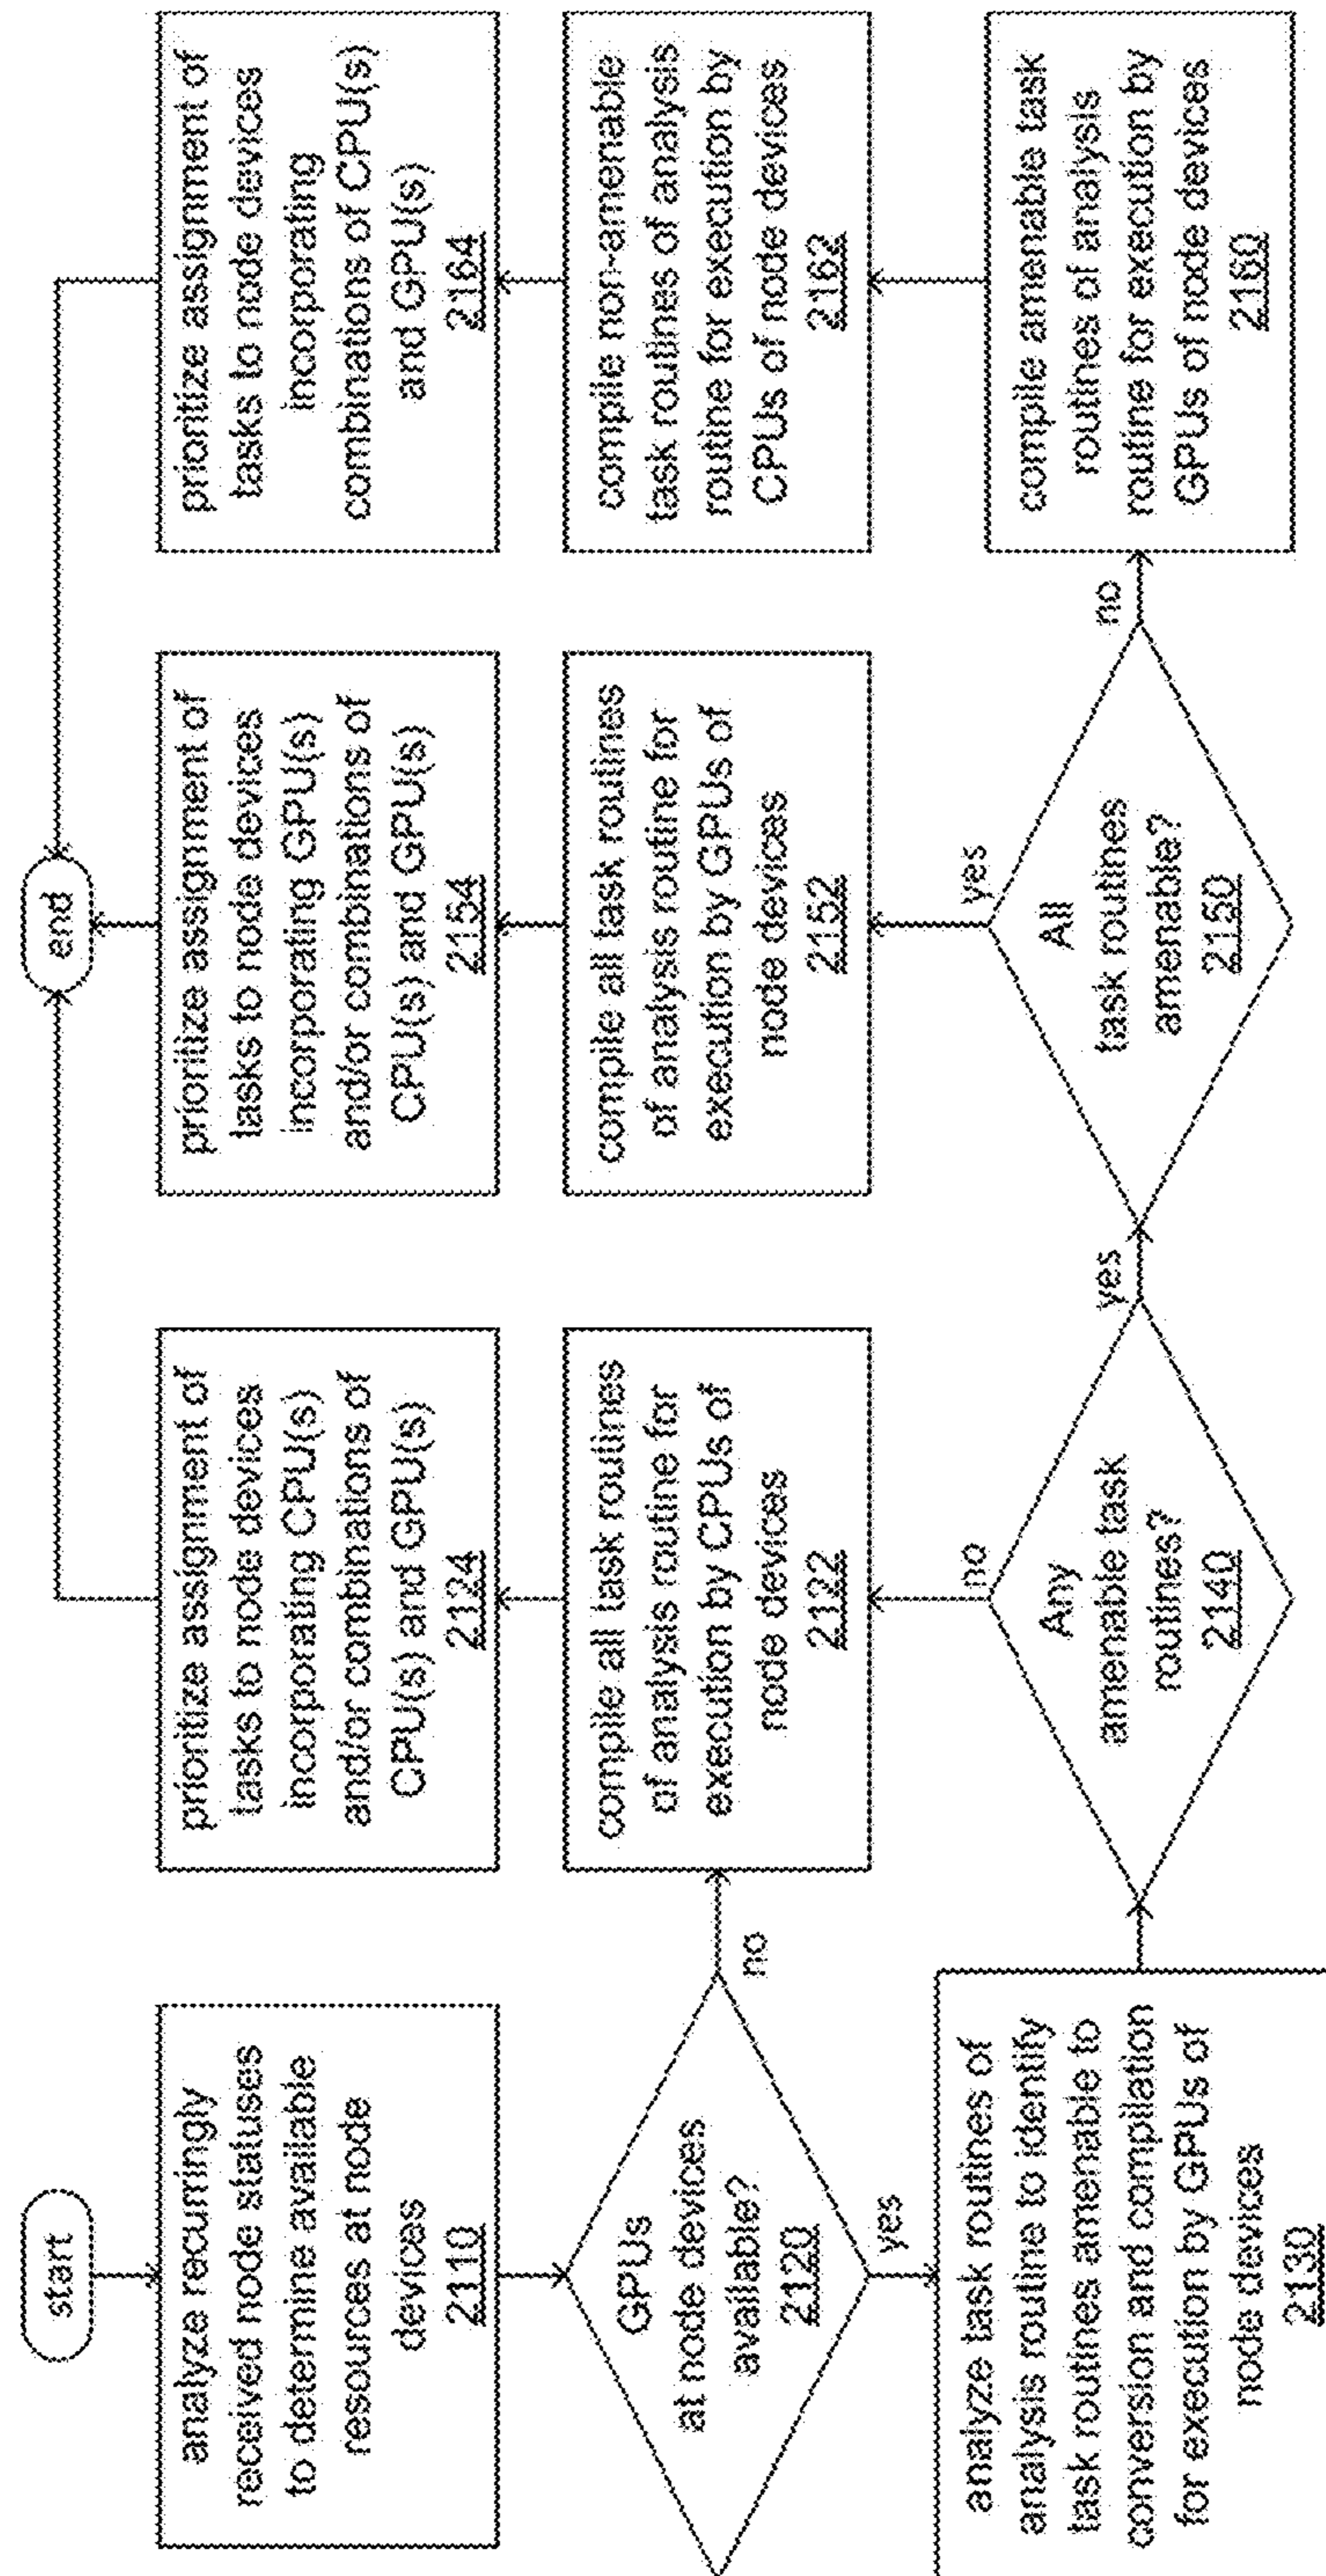 start
analyze recurringly
received node statuses
to determine available
resources at node
devices
2110
GPUs
at node devices
available?
2120
no
yes
analyze task routines of
analysis routine to identify
task routines amenable to
conversion and compilation
for execution by GPUs of
node devices
2130
prioritize assignment of
tasks to node devices
incorporating CPU(s)
and/or combinations of
CPU(s) and GPU(s)
2124
compile all task routines
of analysis routine for
execution by CPUs of
node devices
2122
no
Any
amenable task
routines?
2140
yes
end
prioritize assignment of
tasks to node devices
incorporating GPU(s)
and/or combinations of
CPU(s) and GPU(s)
2154
compile all task routines
of analysis routine for
execution by GPUs of
node devices
2152
yes
All
task routines
amenable?
2150
no
prioritize assignment of
tasks to node devices
incorporating
combinations of CPU(s)
and GPU(s)
2164
compile non-amenable
task routines of analysis
routine for execution by
CPUs of node devices
2162
compile amenable task
routines of analysis
routine for execution by
GPUs of node devices
2160